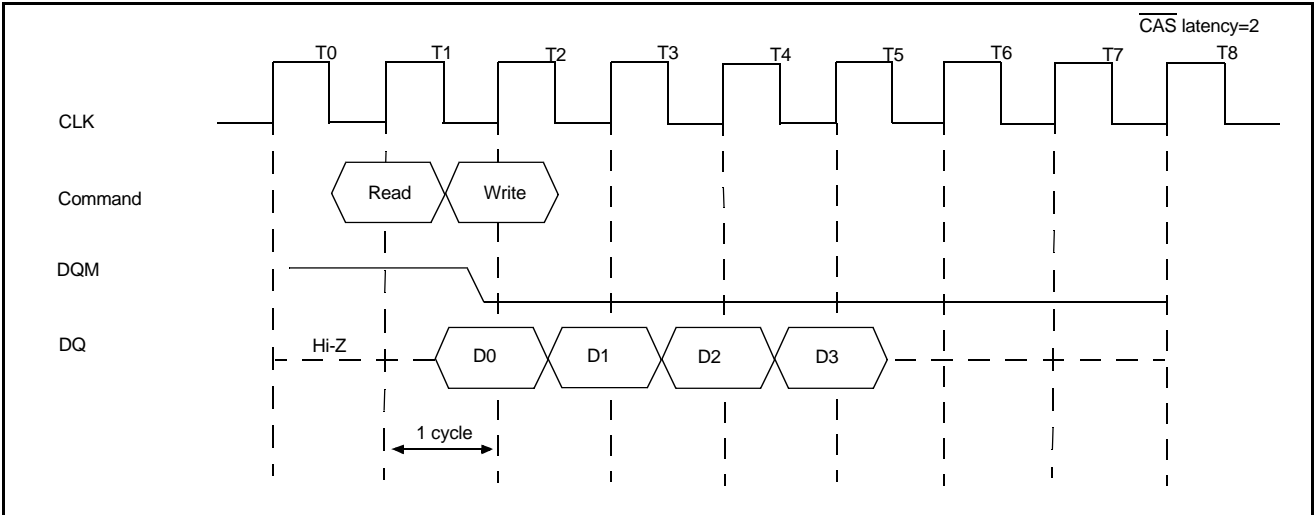 CAS latency=2
T0 T1 T2 T3 T4 T5 T6 T7 T8
CLK
Command Read Write
DQM
DQ Hi-Z D0 D1 D2 D3
1 cycle